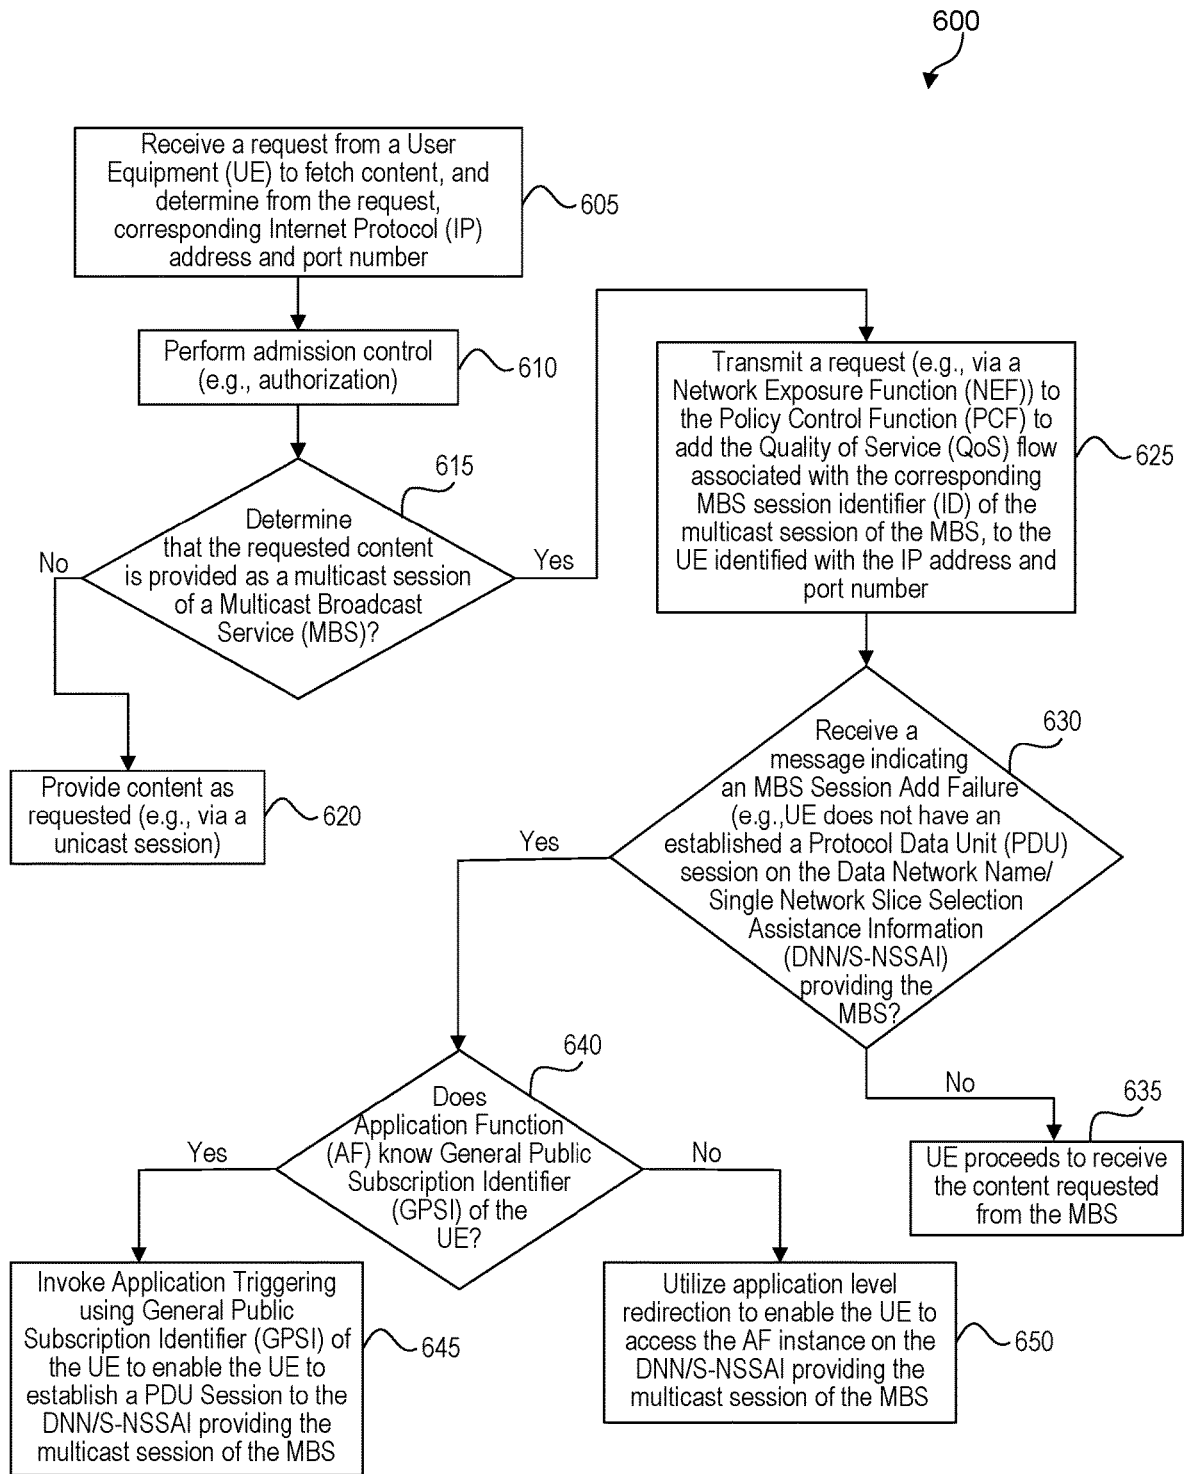 600
Receive a request from a User
Equipment (UE) to fetch content, and
determine from the request,
corresponding Internet Protocol (IP)
address and port number
605
Perform admission control
(e.g., authorization)
610
615
Determine
that the requested content
is provided as a multicast session
of a Multicast Broadcast
Service (MBS)?
No
Yes
Provide content as
requested (e.g., via a
unicast session)
620
Transmit a request (e.g., via a
Network Exposure Function (NEF)) to
the Policy Control Function (PCF) to
add the Quality of Service (QoS) flow
associated with the corresponding
MBS session identifier (ID) of the
multicast session of the MBS, to the
UE identified with the IP address and
port number
625
630
Receive a
message indicating
an MBS Session Add Failure
(e.g.,UE does not have an
established a Protocol Data Unit (PDU)
session on the Data Network Name/
Single Network Slice Selection
Assistance Information
(DNN/S-NSSAI)
providing the
MBS?
Yes
No
635
UE proceeds to receive
the content requested
from the MBS
640
Does
Application Function
(AF) know General Public
Subscription Identifier
(GPSI) of the
UE?
Yes
No
Invoke Application Triggering
using General Public
Subscription Identifier (GPSI) of
the UE to enable the UE to
establish a PDU Session to the
DNN/S-NSSAI providing the
multicast session of the MBS
645
Utilize application level
redirection to enable the UE to
access the AF instance on the
DNN/S-NSSAI providing the
multicast session of the MBS
650